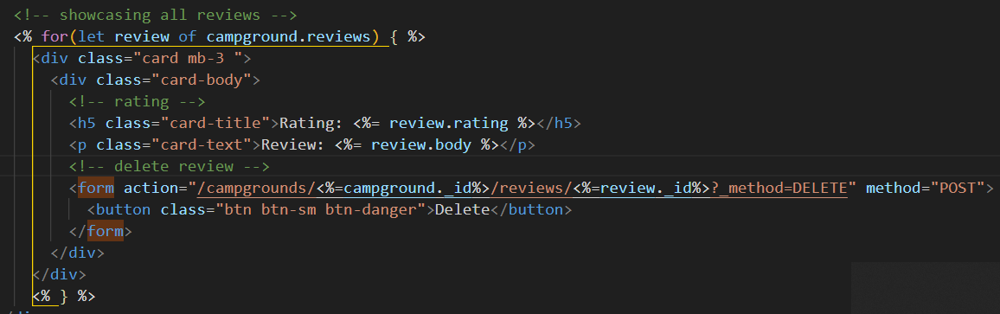 <!-- showcasing all reviews -->
<% for(let review of campground.reviews) { %>
<div class="card mb-3 ">
<div class="card-body">
<!-- rating -->
<h5 class="card-title">Rating: <%= review.rating %></h5>
<p class="card-text">Review: <%= review.body %></p>
<!-- delete review -->
<form action="/campgrounds/<%=campground._id%>/reviews/<%=review._id%>?_method=DELETE" method="POST">
<button class="btn btn-sm btn-danger">Delete</button>
</form>
</div>
</div>
<% } %>